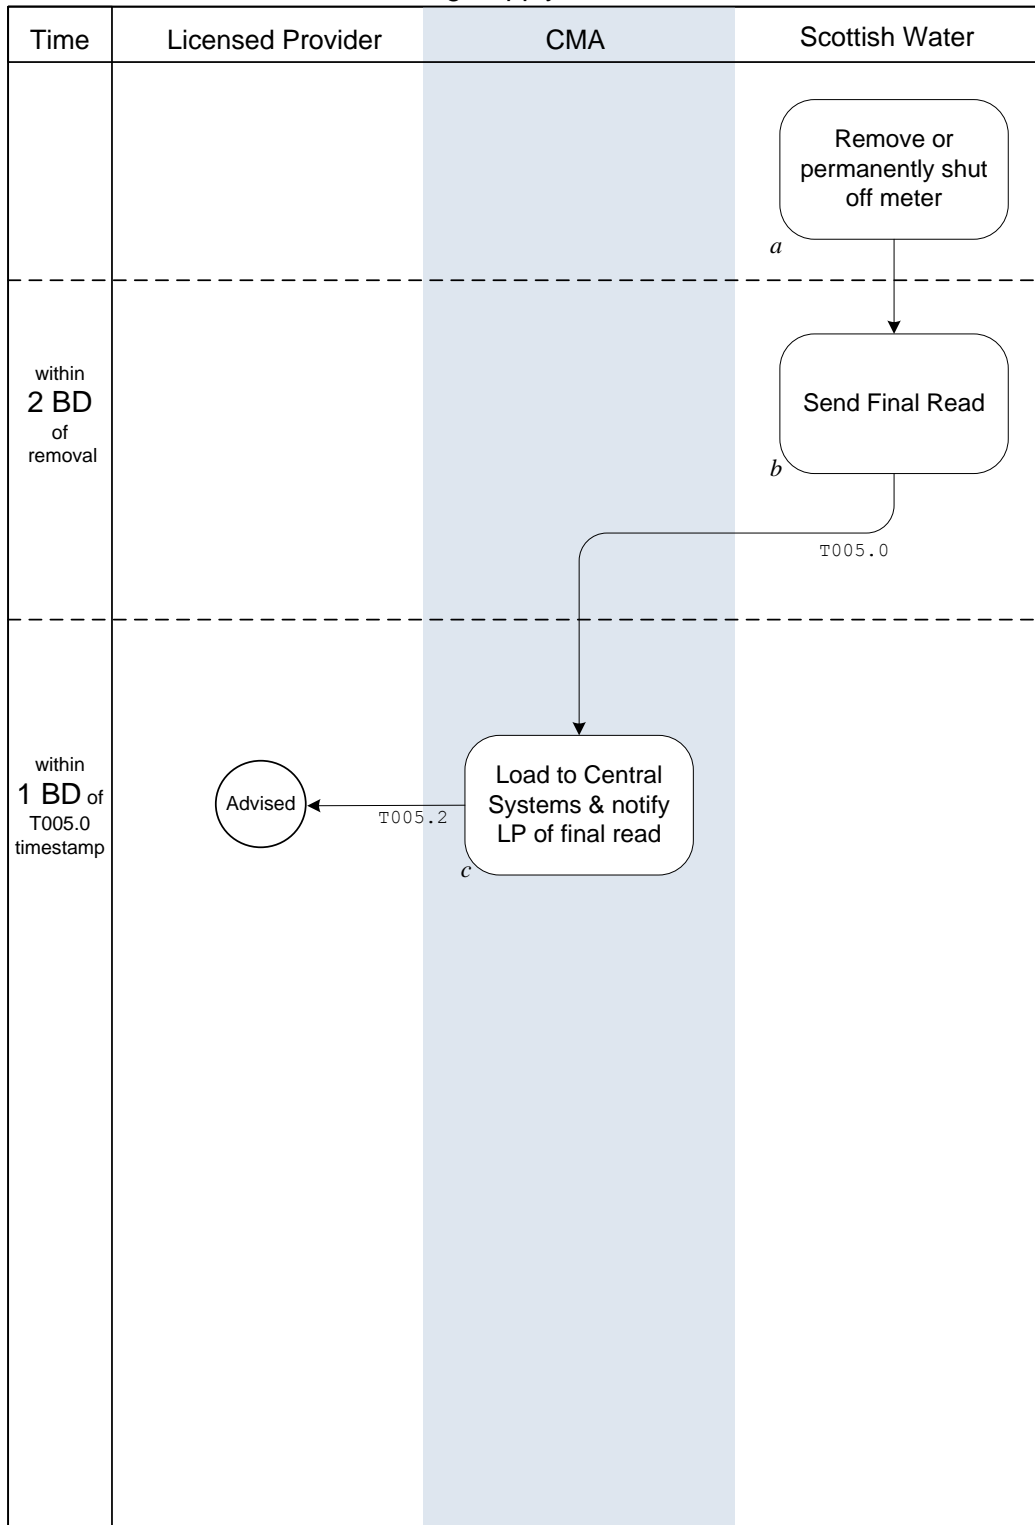 Time
Licensed Provider
CMA
Scottish Water
Remove or
permanently shut
off meter
a
within
2 BD
of
removal
Send Final Read
b
T005.0
within
1 BD of
T005.0
timestamp
Advised
T005.2
Load to Central
Systems & notify
LP of final read
c